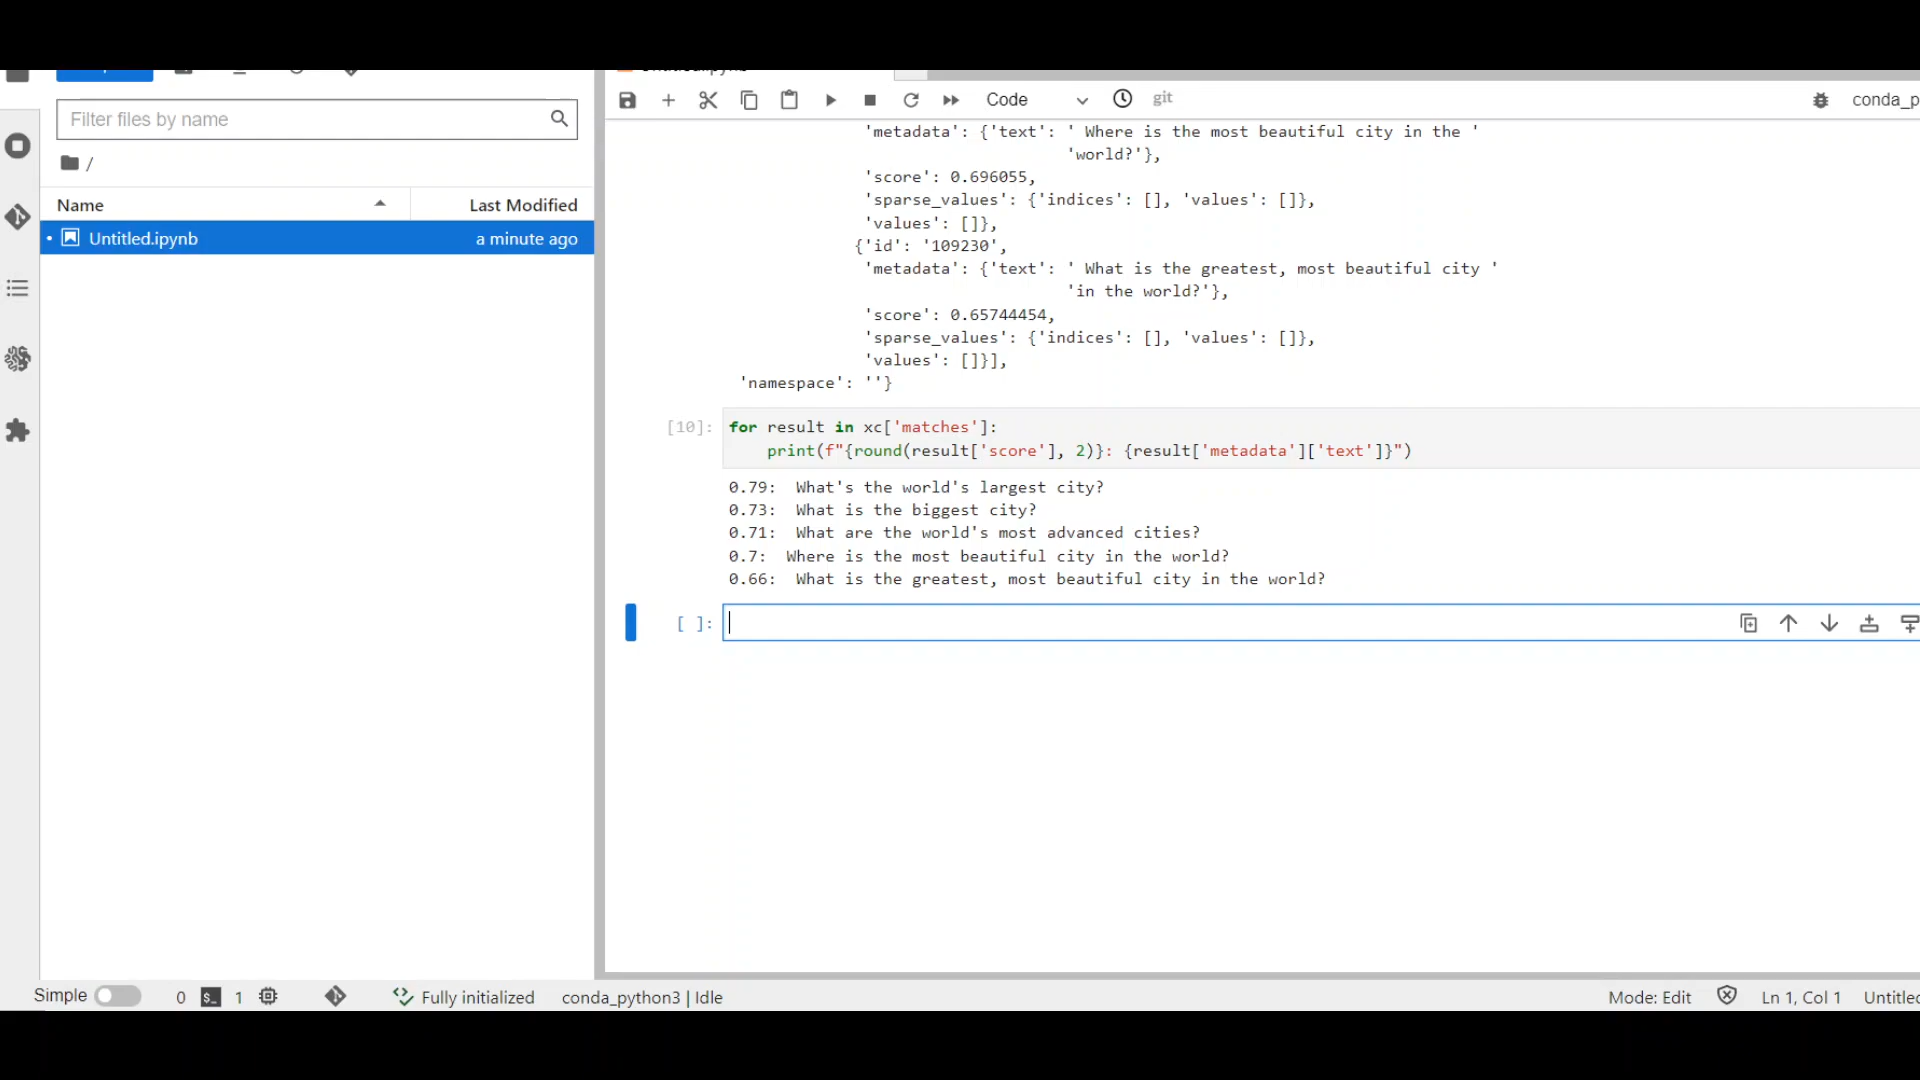 Filter files by name
/
Name Last Modified
• Untitled.ipynb a minute ago
Code git conda_p
'metadata': {'text': ' Where is the most beautiful city in the '
'world?'},
'score': 0.696055,
'sparse_values': {'indices': [], 'values': []},
'values': []},
{'id': '109230',
'metadata': {'text': ' What is the greatest, most beautiful city '
'in the world?'},
'score': 0.65744454,
'sparse_values': {'indices': [], 'values': []},
'values': []}],
'namespace': ''}
[10]: for result in xc['matches']:
print(f"{round(result['score'], 2)}: {result['metadata']['text']}")
0.79:  What's the world's largest city?
0.73:  What is the biggest city?
0.71:  What are the world's most advanced cities?
0.7:  Where is the most beautiful city in the world?
0.66:  What is the greatest, most beautiful city in the world?
[ ]:
Simple 0 $_ 1 Fully initialized conda_python3 | Idle Mode: Edit Ln 1, Col 1 Untitled